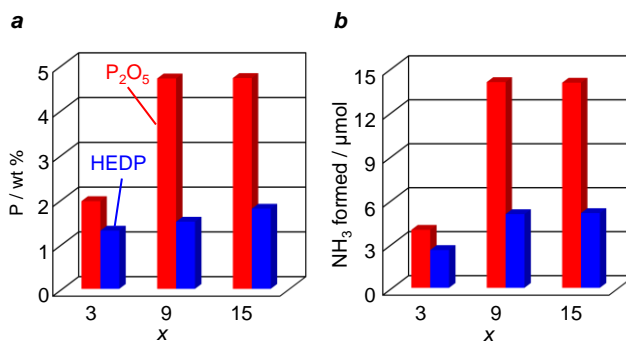 a
P / wt %
5
4
3
2
1
0
P₂O₅
HEDP
3 9 15
x
b
NH₃ formed / μmol
15
12
9
6
3
0
3 9 15
x